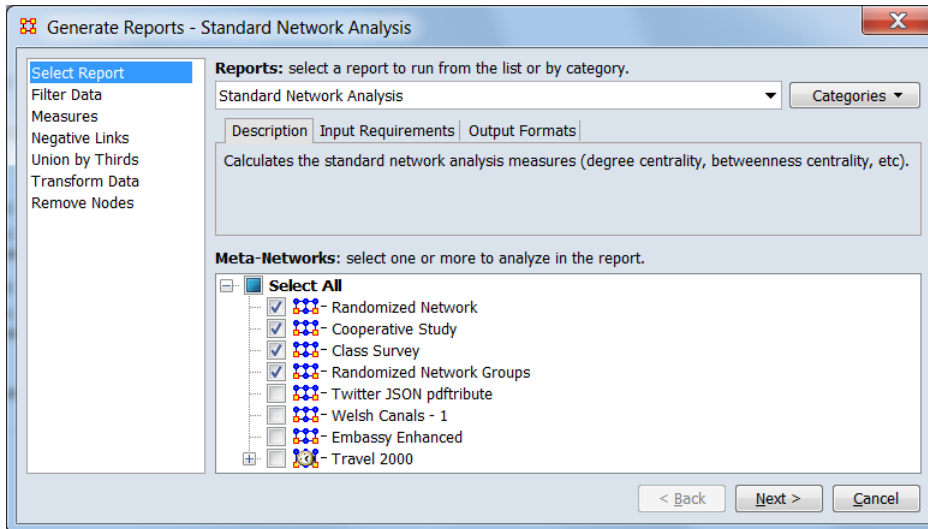 Generate Reports - Standard Network Analysis
Select Report
Filter Data
Measures
Negative Links
Union by Thirds
Transform Data
Remove Nodes
Reports: select a report to run from the list or by category.
Standard Network Analysis
Categories
Description
Input Requirements
Output Formats
Calculates the standard network analysis measures (degree centrality, betweenness centrality, etc).
Meta-Networks: select one or more to analyze in the report.
Select All
- Randomized Network
- Cooperative Study
- Class Survey
- Randomized Network Groups
- Twitter JSON pdftribute
- Welsh Canals - 1
- Embassy Enhanced
- Travel 2000
< Back
Next >
Cancel